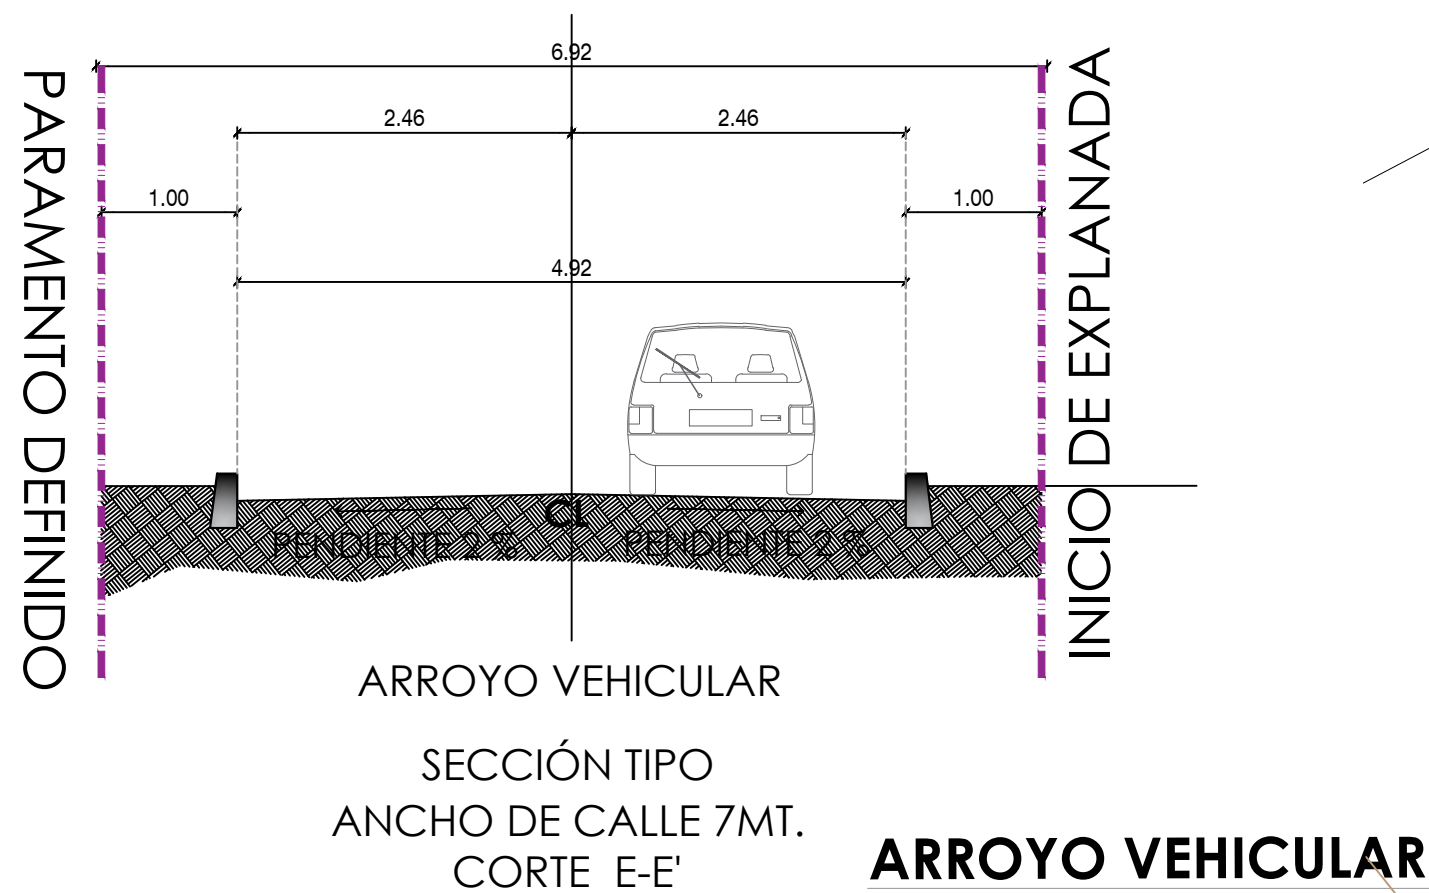 6.92
2.46
2.46
1.00
1.00
4.92
PARAMENTO DEFINIDO
INICIO DE EXPLANADA
CL
PENDIENTE 2 %
PENDIENTE 2 %
ARROYO VEHICULAR
SECCIÓN TIPO
ANCHO DE CALLE 7MT.
CORTE E-E'
ARROYO VEHICULAR